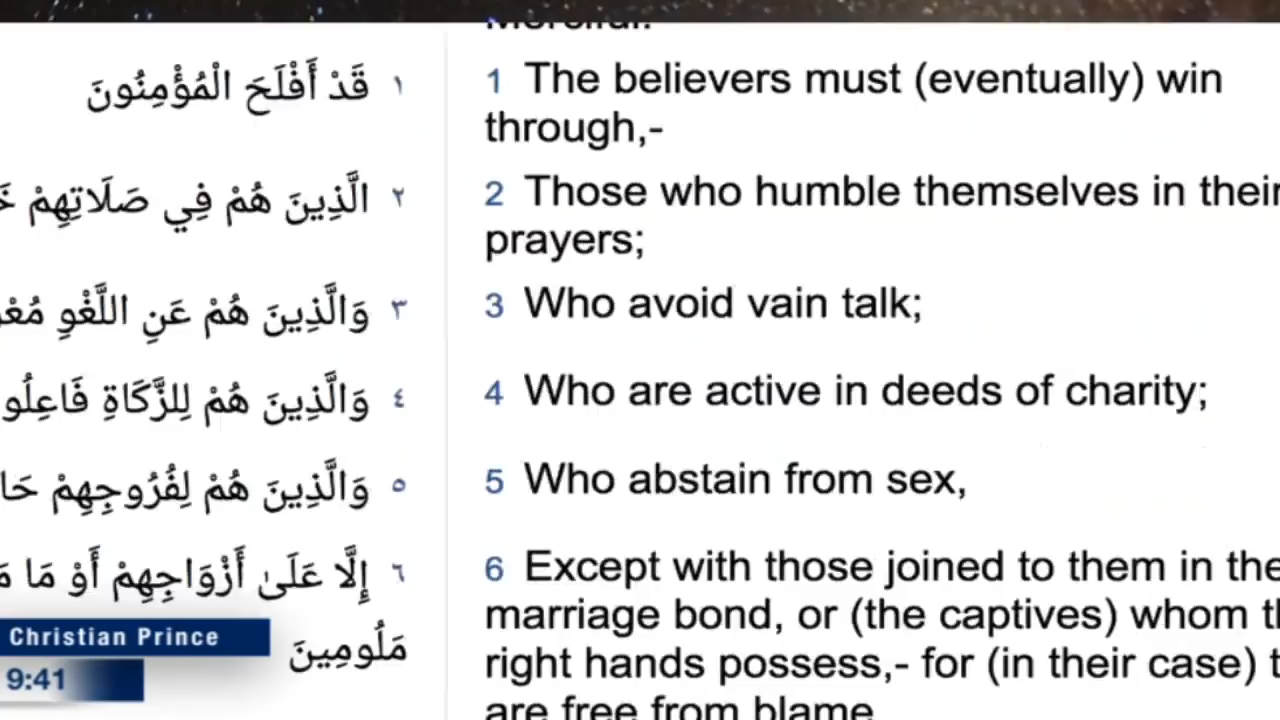 Merciful.
قَدْ أَفْلَحَ الْمُؤْمِنُونَ ١
1 The believers must (eventually) win
through,-
الَّذِينَ هُمْ فِي صَلَاتِهِمْ ٢
2 Those who humble themselves in their
prayers;
وَالَّذِينَ هُمْ عَنِ اللَّغْوِ ٣
3 Who avoid vain talk;
وَالَّذِينَ هُمْ لِلزَّكَاةِ ٤
4 Who are active in deeds of charity;
وَالَّذِينَ هُمْ لِفُرُوجِهِمْ ٥
5 Who abstain from sex,
إِلَّا عَلَىٰ أَزْوَاجِهِمْ أَوْ مَا ٦
مَلُومِينَ
6 Except with those joined to them in the
marriage bond, or (the captives) whom
right hands possess,- for (in their case)
are free from blame
Christian Prince
9:41